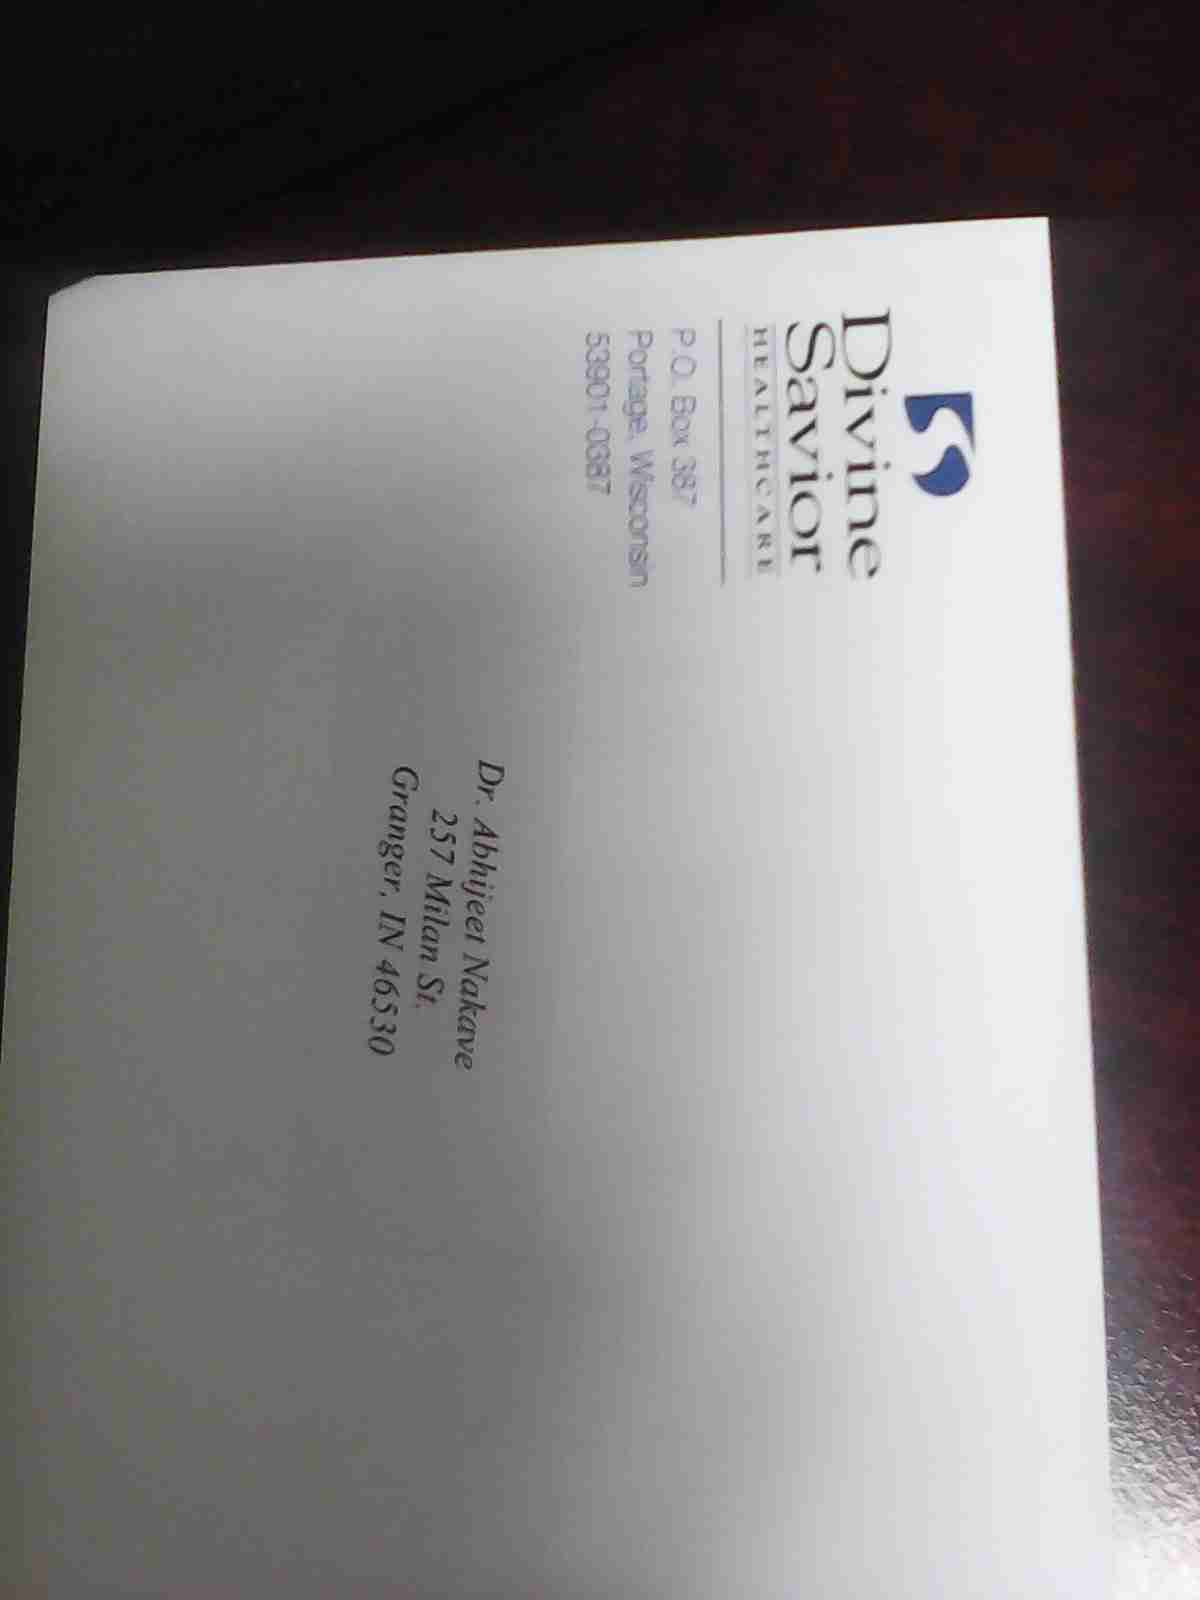 Divine
Savior
HEALTHCARE
P.O. Box 387
Portage, Wisconsin
53901-0387
Dr. Abhijeet Nakave
257 Milan St.
Granger, IN 46530